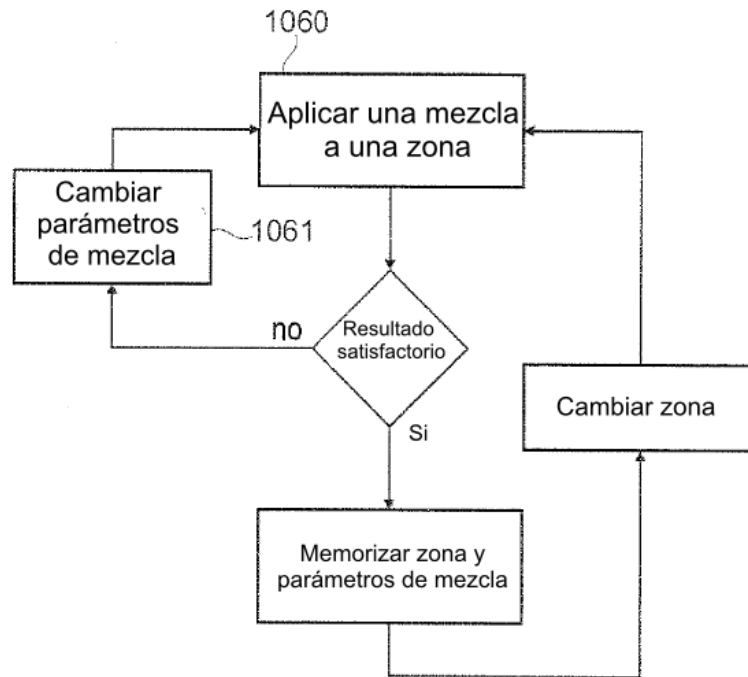 1060
Aplicar una mezcla
a una zona
Cambiar
parámetros
de mezcla
1061
no
Resultado
satisfactorio
Si
Cambiar zona
Memorizar zona y
parámetros de mezcla